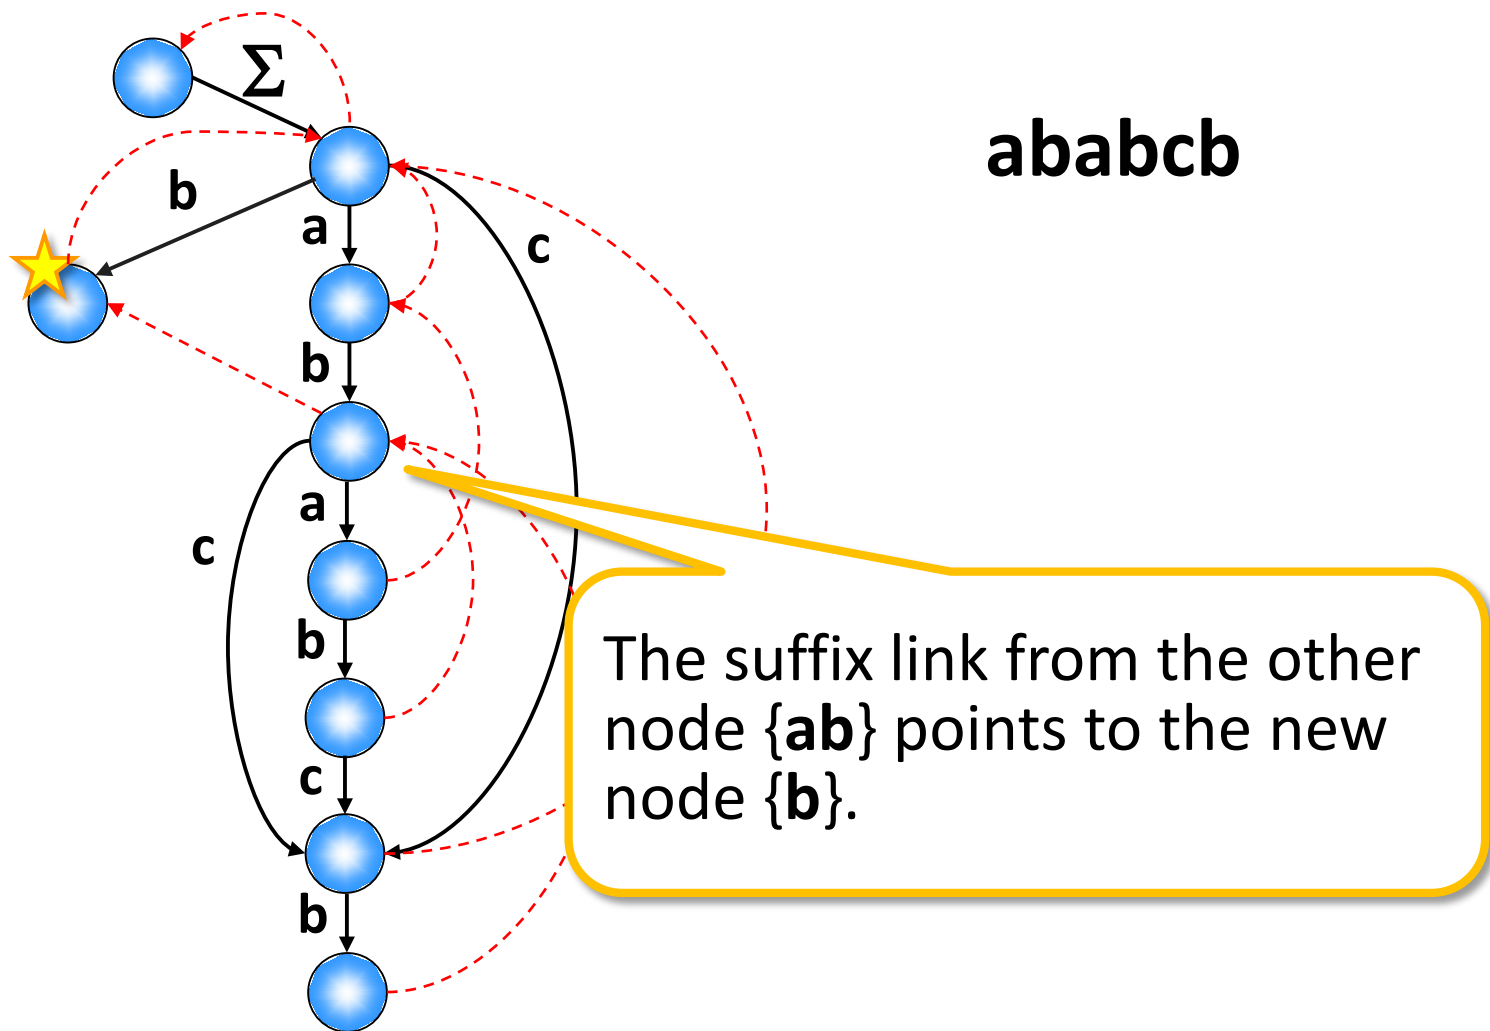 Σ
ababcb
b
a
c
b
a
c
b
The suffix link from the other
node {ab} points to the new
node {b}.
c
b